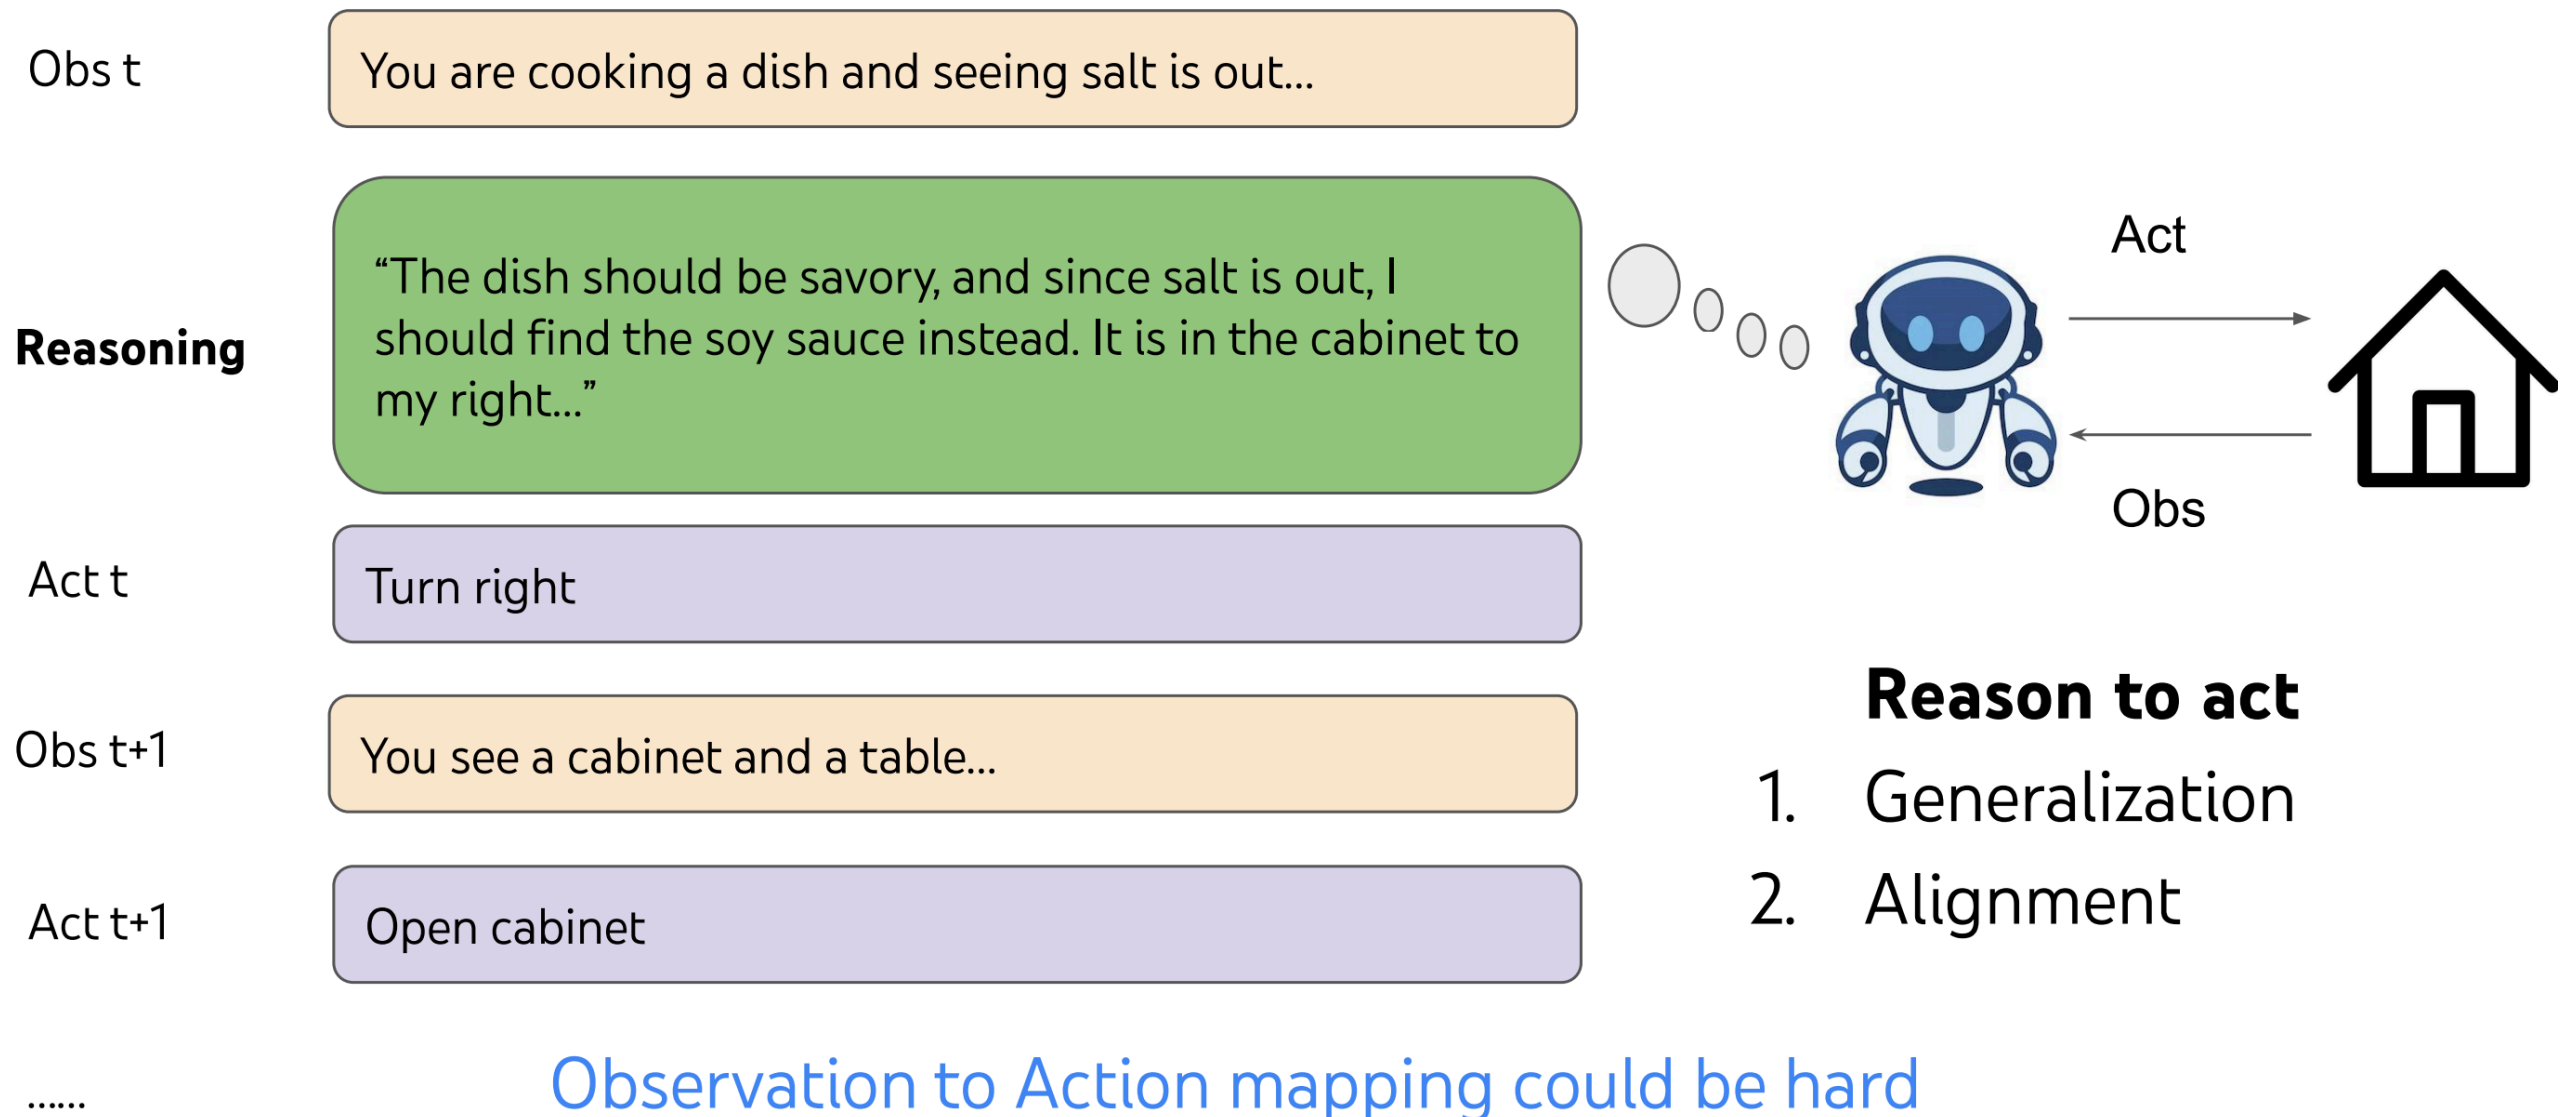 Obs t
You are cooking a dish and seeing salt is out...
Reasoning
“The dish should be savory, and since salt is out, I
should find the soy sauce instead. It is in the cabinet to
my right...”
Act t
Turn right
Obs t+1
You see a cabinet and a table...
Act t+1
Open cabinet
......
Act
Obs
Reason to act
1. Generalization
2. Alignment
Observation to Action mapping could be hard